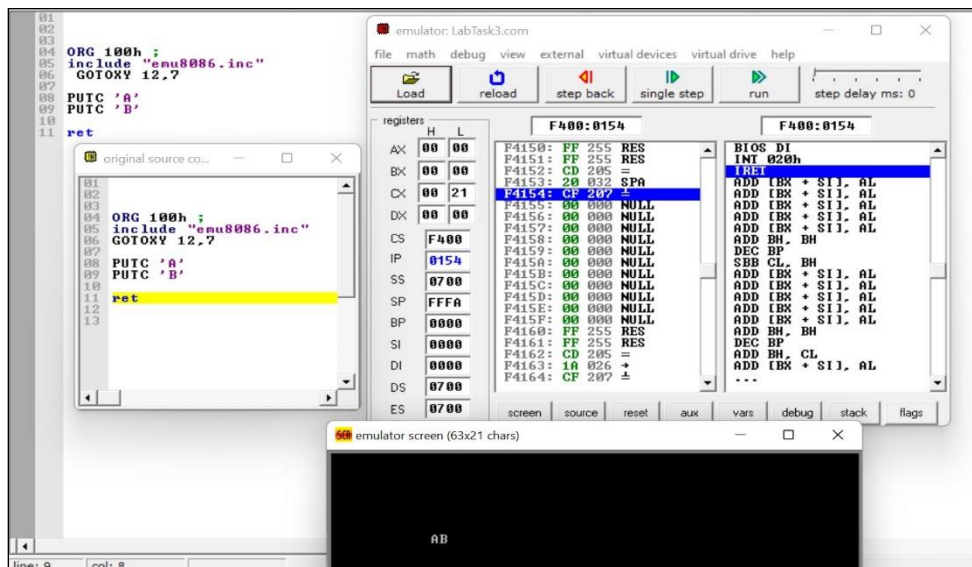 01
02
03
04 ORG 100h ;
05 include "emu8086.inc"
06 GOTOXY 12,7
07
08 PUTC 'A'
09 PUTC 'B'
10
11 ret
original source co...
01
02
03
04 ORG 100h ;
05 include "emu8086.inc"
06 GOTOXY 12,7
07
08 PUTC 'A'
09 PUTC 'B'
10
11 ret
12
13
line: 9 col: 8
emulator: LabTask3.com
file math debug view external virtual devices virtual drive help
Load reload step back single step run step delay ms: 0
registers
H L
AX 00 00
BX 00 00
CX 00 21
DX 00 00
CS F400
IP 0154
SS 0700
SP FFFA
BP 0000
SI 0000
DI 0000
DS 0700
ES 0700
F400:0154
F4150: FF 255 RES
F4151: FF 255 RES
F4152: CD 205 =
F4153: 20 032 SPA
F4154: CF 207 ╧
F4155: 00 000 NULL
F4156: 00 000 NULL
F4157: 00 000 NULL
F4158: 00 000 NULL
F4159: 00 000 NULL
F415A: 00 000 NULL
F415B: 00 000 NULL
F415C: 00 000 NULL
F415D: 00 000 NULL
F415E: 00 000 NULL
F415F: 00 000 NULL
F4160: FF 255 RES
F4161: FF 255 RES
F4162: CD 205 =
F4163: 1A 026 →
F4164: CF 207 ╧
F400:0154
BIOS DI
INT 020h
IRET
ADD [BX + SI], AL
ADD [BX + SI], AL
ADD [BX + SI], AL
ADD [BX + SI], AL
ADD [BX + SI], AL
ADD BH, BH
DEC BP
SBB CL, BH
ADD [BX + SI], AL
ADD [BX + SI], AL
ADD [BX + SI], AL
ADD [BX + SI], AL
ADD [BX + SI], AL
ADD BH, BH
DEC BP
ADD BH, CL
ADD [BX + SI], AL
...
screen source reset aux vars debug stack flags
emulator screen (63x21 chars)
AB